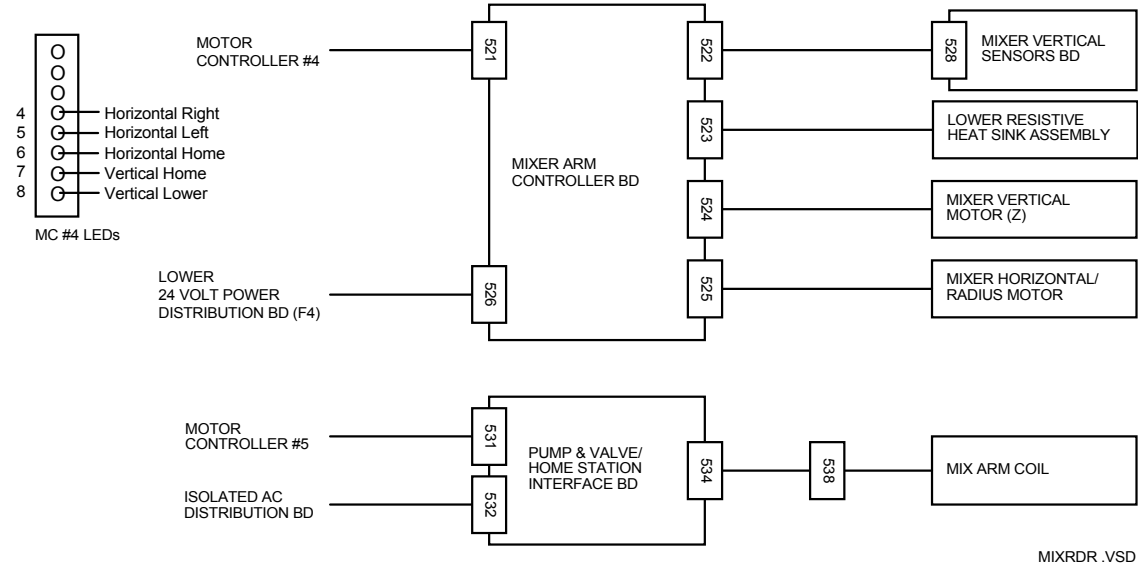 MOTOR
CONTROLLER #4
521
522
528
MIXER VERTICAL
SENSORS BD
O
O
O
4 O Horizontal Right
5 O Horizontal Left
6 O Horizontal Home
7 O Vertical Home
8 O Vertical Lower
MC #4 LEDs
523
LOWER RESISTIVE
HEAT SINK ASSEMBLY
MIXER ARM
CONTROLLER BD
524
MIXER VERTICAL
MOTOR (Z)
LOWER
24 VOLT POWER
DISTRIBUTION BD (F4)
526
525
MIXER HORIZONTAL/
RADIUS MOTOR
MOTOR
CONTROLLER #5
531
ISOLATED AC
DISTRIBUTION BD
532
PUMP & VALVE/
HOME STATION
INTERFACE BD
534
538
MIX ARM COIL
MIXRDR .VSD